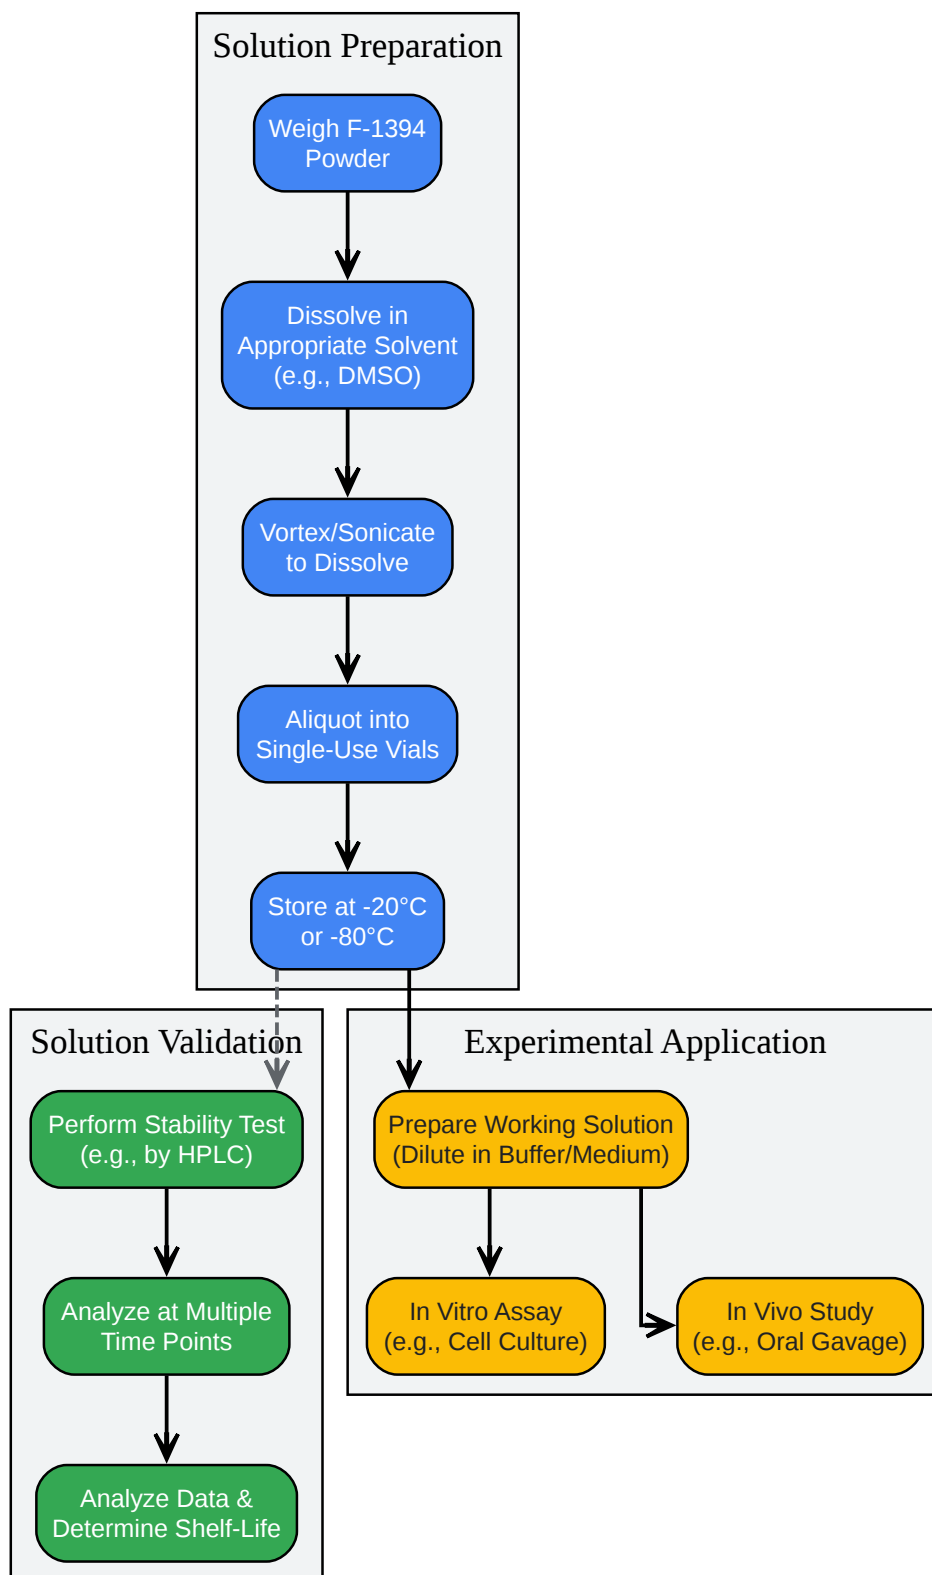 Solution Preparation
Weigh F-1394
Powder
Dissolve in
Appropriate Solvent
(e.g., DMSO)
Vortex/Sonicate
to Dissolve
Aliquot into
Single-Use Vials
Store at -20°C
or -80°C
Solution Validation
Perform Stability Test
(e.g., by HPLC)
Analyze at Multiple
Time Points
Analyze Data &
Determine Shelf-Life
Experimental Application
Prepare Working Solution
(Dilute in Buffer/Medium)
In Vitro Assay
(e.g., Cell Culture)
In Vivo Study
(e.g., Oral Gavage)